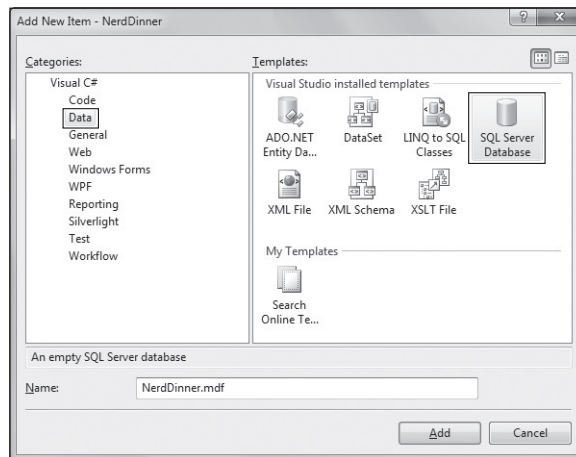 Add New Item - NerdDinner
Categories:
Visual C#
Code
Data
General
Web
Windows Forms
WPF
Reporting
Silverlight
Test
Workflow
Templates:
Visual Studio installed templates
ADO.NET
Entity Da...
DataSet
LINQ to SQL
Classes
SQL Server
Database
XML File
XML Schema
XSLT File
My Templates
Search
Online Te...
An empty SQL Server database
Name:
NerdDinner.mdf
Add
Cancel